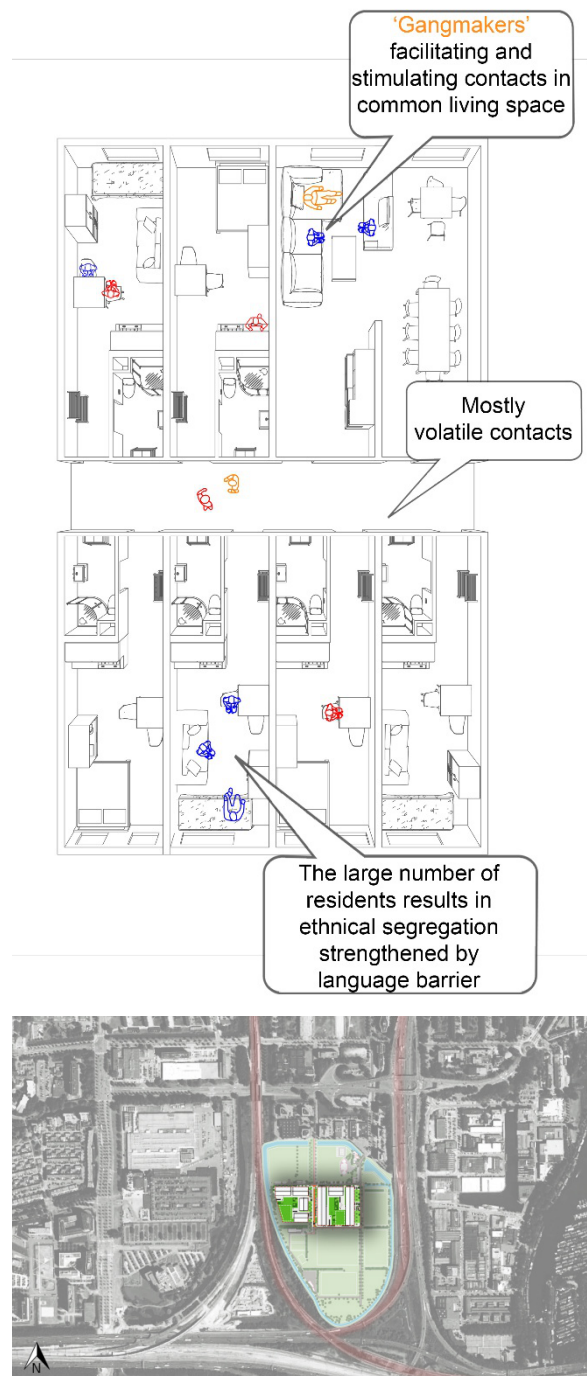 ‘Gangmakers’
facilitating and
stimulating contacts in
common living space
Mostly
volatile contacts
The large number of
residents results in
ethnical segregation
strengthened by
language barrier
N